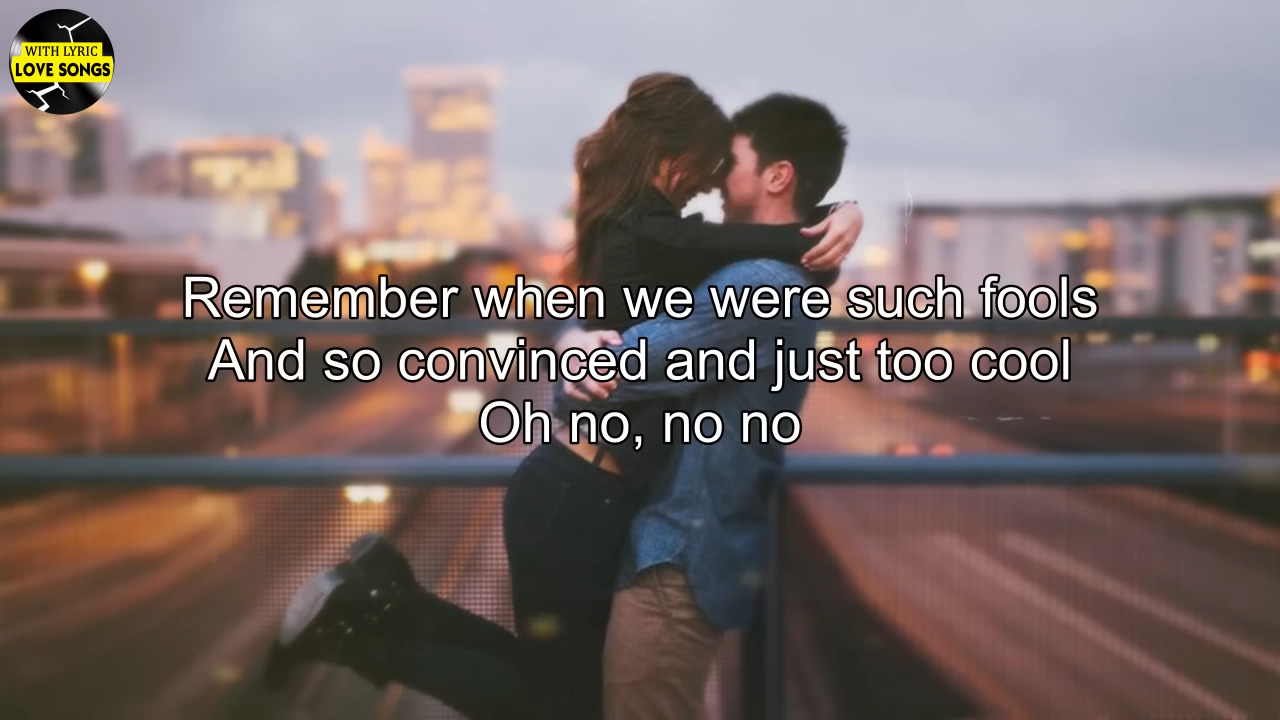 WITH LYRIC
LOVE SONGS
Remember when we were such fools
And so convinced and just too cool
Oh no, no no